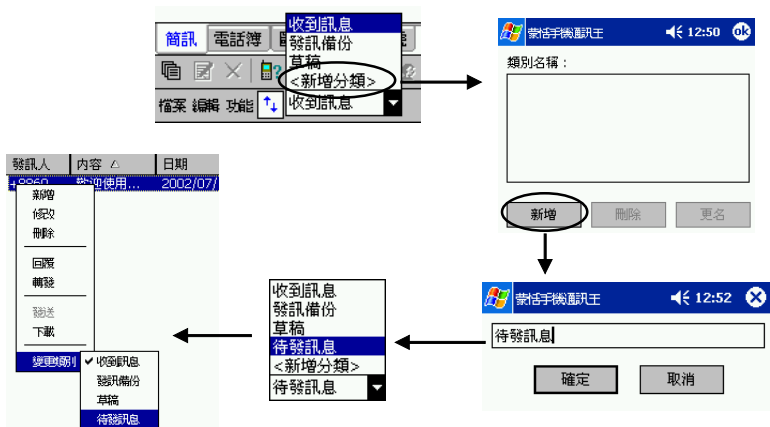 收到訊息
發訊備份
草稿
<新增分類>
收到訊息
簡訊 電話簿
檔案 編輯 功能
蒙恬手機通訊王 12:50 ok
類別名稱：
新增 刪除 更名
蒙恬手機通訊王 12:52
待發訊息
確定 取消
收到訊息
發訊備份
草稿
待發訊息
<新增分類>
待發訊息
發訊人 內容 日期
+8860 歡迎使用... 2002/07/
新增
修改
刪除
回覆
轉發
發送
下載
變更類別
收到訊息
發訊備份
草稿
待發訊息